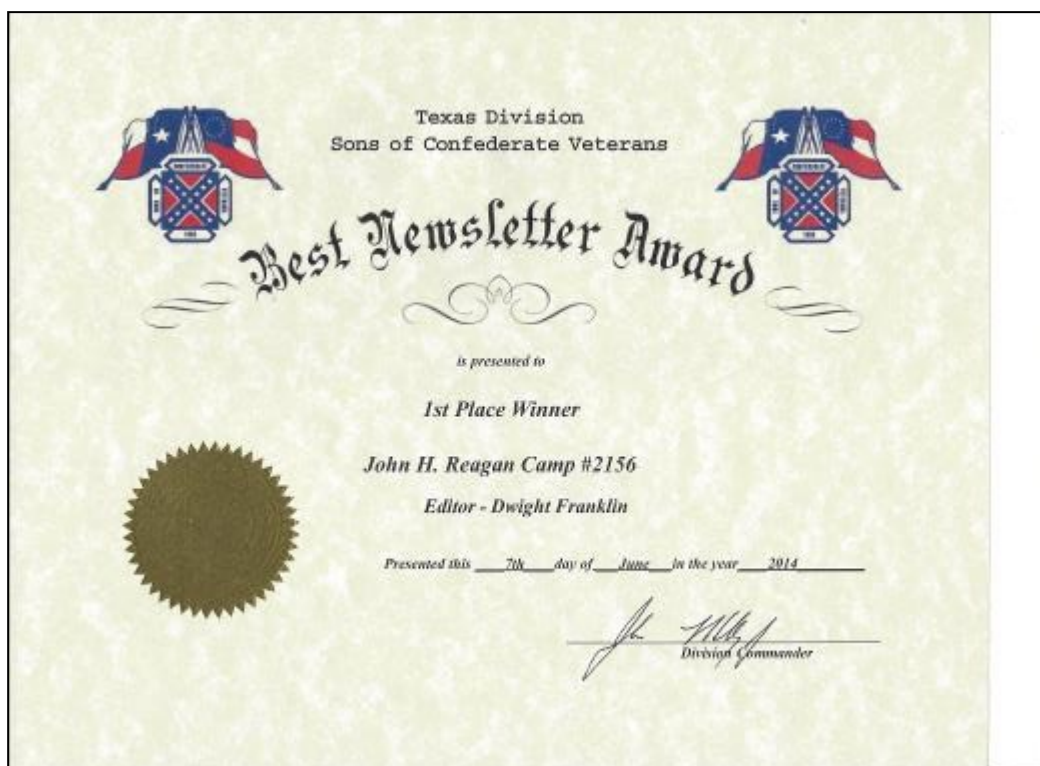 Texas Division
Sons of Confederate Veterans
Best Newsletter Award
is presented to
1st Place Winner
John H. Reagan Camp #2156
Editor - Dwight Franklin
Presented this 7th day of June in the year 2014
Division Commander